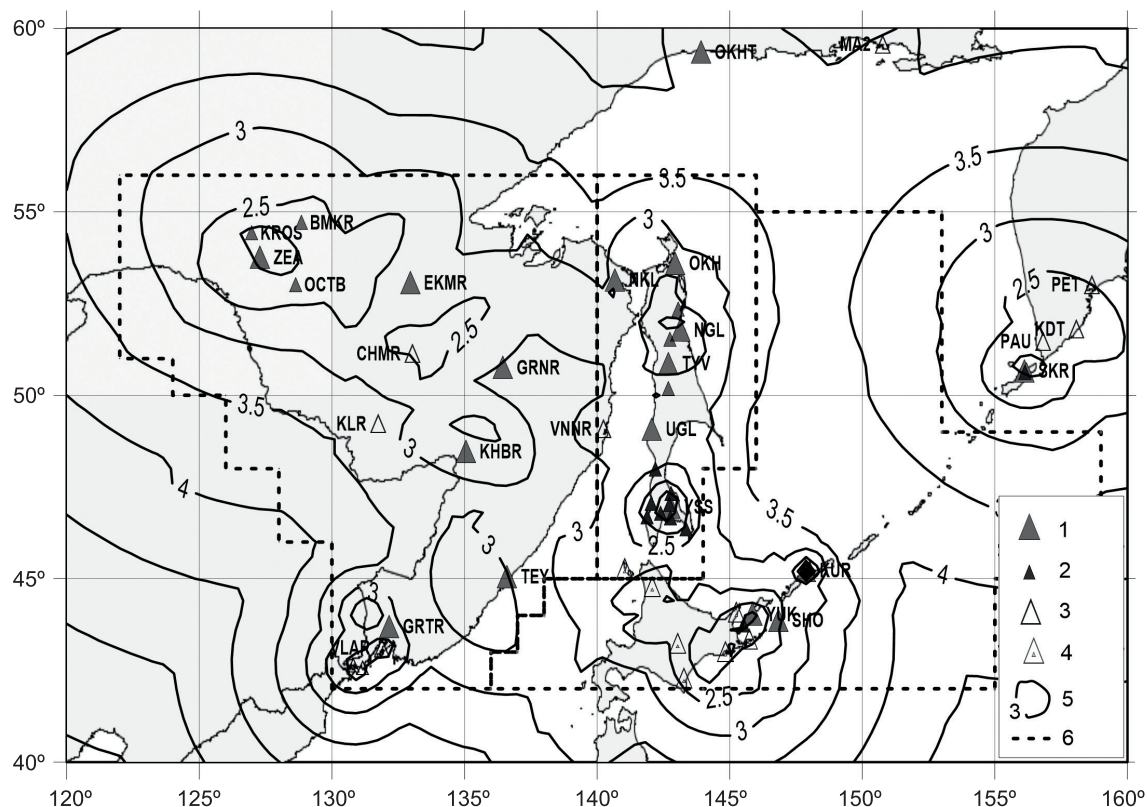 60º
OKHT
MA2
3
3.5
3.5
55º
2.5
BMKR
KROS
ZEA
3
3
OKH
OCTB
EKMR
NKL
2.5
PET
NGL
2.5
KDT
CHMR
PAU
TYV
GRNR
SKR
50º
3.5
KLR
VNNR
UGL
3
KHBR
4
YSS
3.5
3
2.5
3
45º
TEY
KUR
4
3
GRTR
YUK
SHO
2.5
3
40º
1
2
3
4
3
5
6
120º
125º
130º
135º
140º
145º
150º
155º
160º